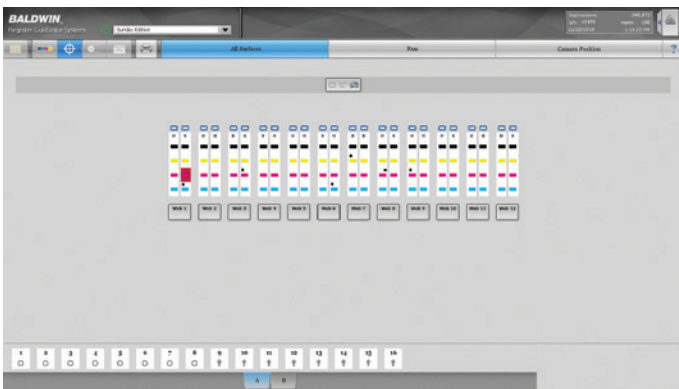 BALDWIN
Register Guidance Systems
Sunday Edition
All Surfaces
Camera Position
?
Web 1 Web 2 Web 3 Web 4 Web 5 Web 6 Web 7 Web 8 Web 9 Web 10 Web 11 Web 12
1 2 3 4 5 6 7 8 9 10 11 12 13 14 15 16
A B